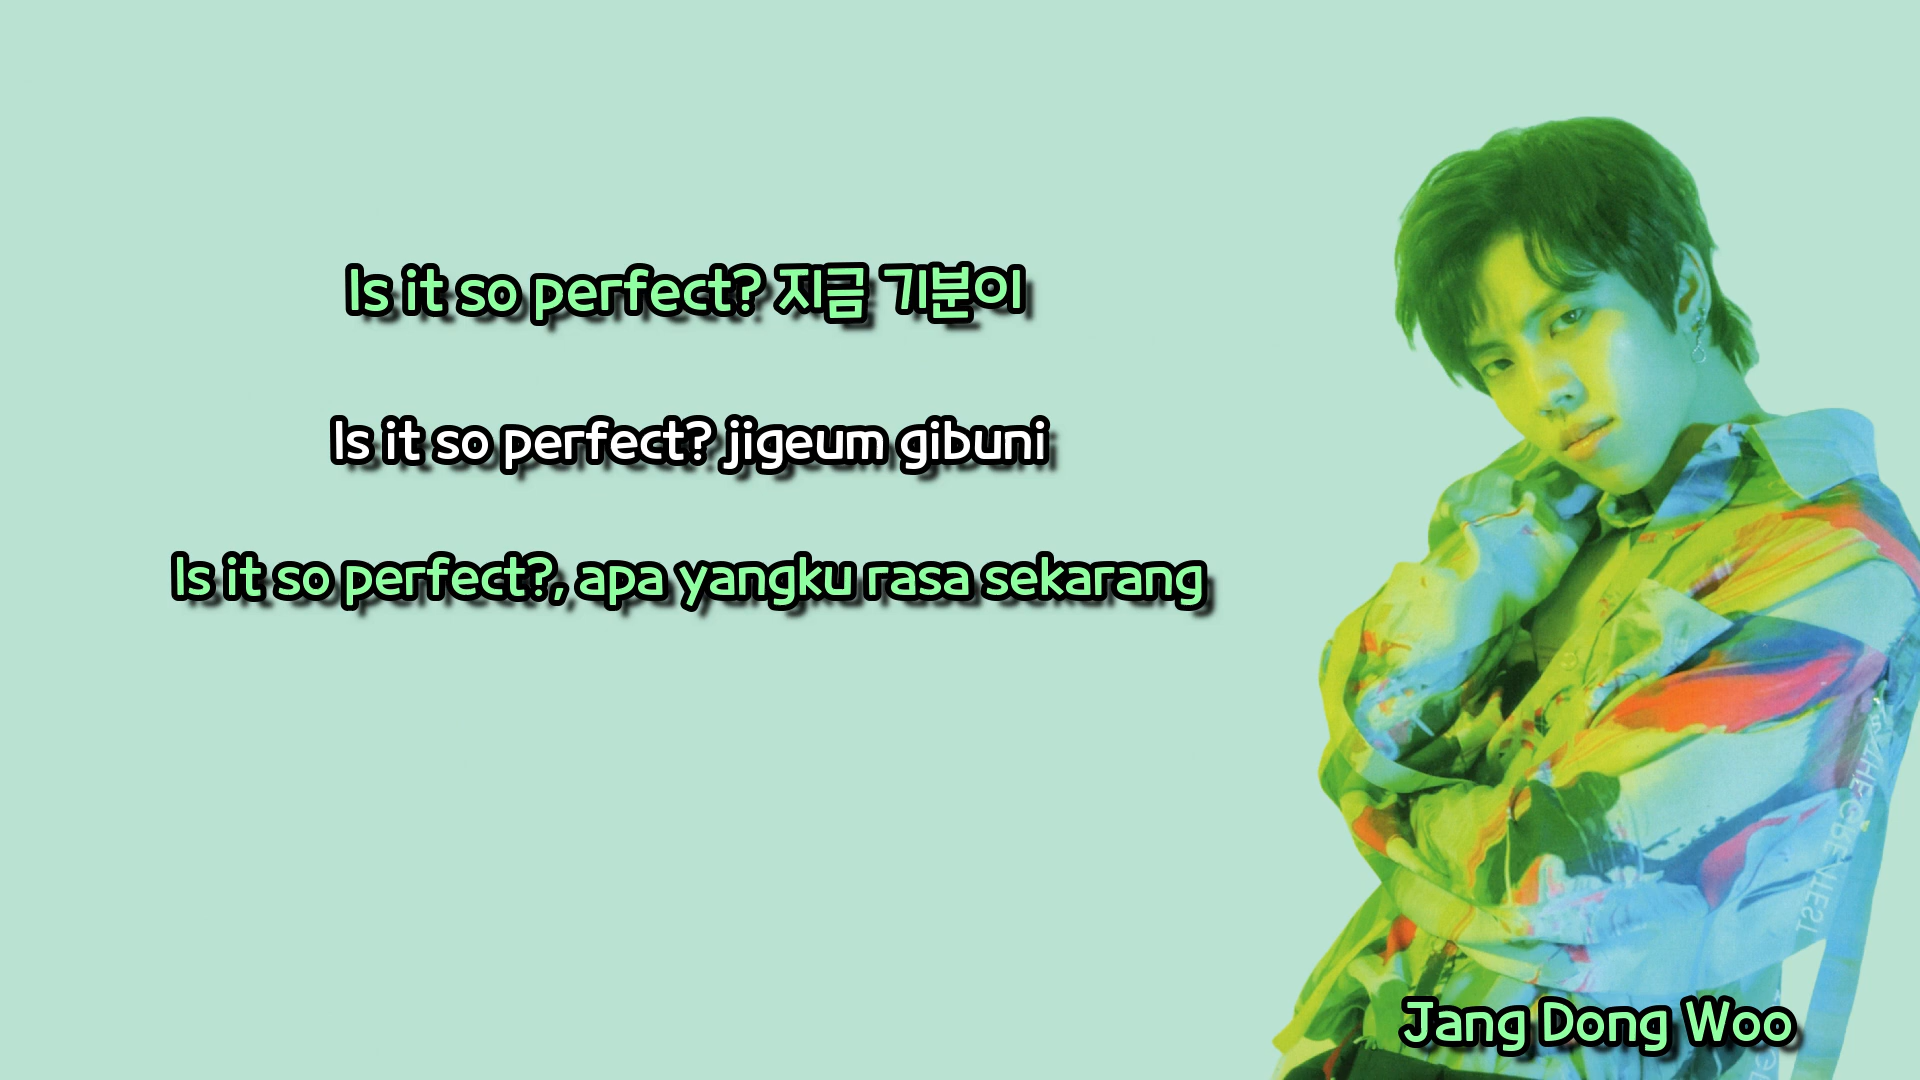 Is it so perfect? 지금 기분이
Is it so perfect? jigeum gibuni
Is it so perfect?, apa yangku rasa sekarang
Jang Dong Woo